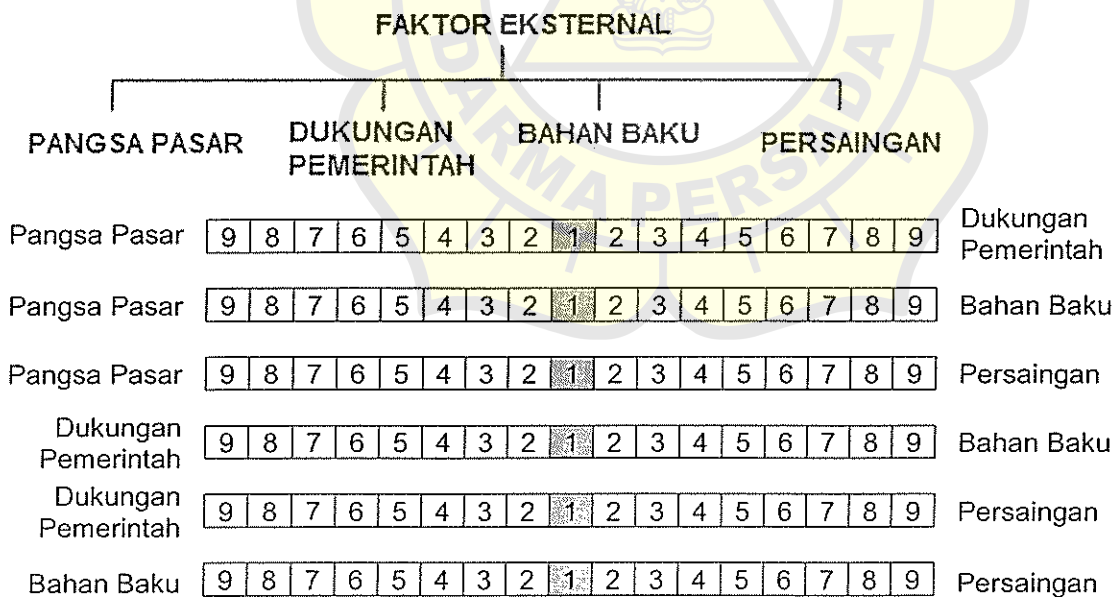 FAKTOR EKSTERNAL
PANGSA PASAR
DUKUNGAN
PEMERINTAH
BAHAN BAKU
PERSAINGAN
DARMA PERSADA
Pangsa Pasar 9 8 7 6 5 4 3 2 1 2 3 4 5 6 7 8 9 Dukungan
Pemerintah
Pangsa Pasar 9 8 7 6 5 4 3 2 1 2 3 4 5 6 7 8 9 Bahan Baku
Pangsa Pasar 9 8 7 6 5 4 3 2 1 2 3 4 5 6 7 8 9 Persaingan
Dukungan
Pemerintah 9 8 7 6 5 4 3 2 1 2 3 4 5 6 7 8 9 Bahan Baku
Dukungan
Pemerintah 9 8 7 6 5 4 3 2 1 2 3 4 5 6 7 8 9 Persaingan
Bahan Baku 9 8 7 6 5 4 3 2 1 2 3 4 5 6 7 8 9 Persaingan